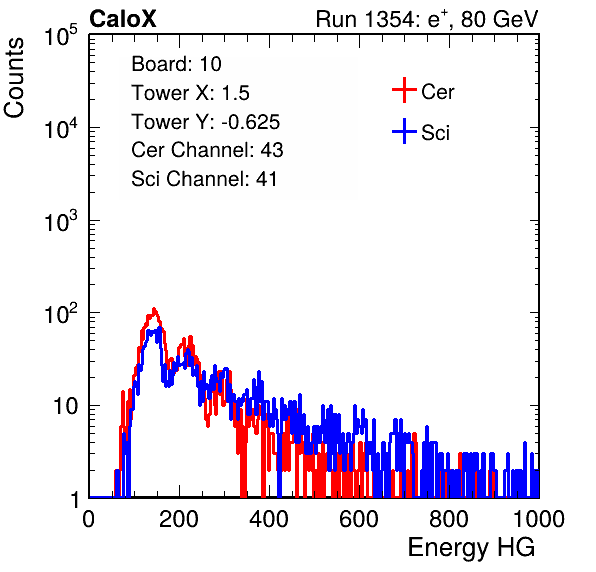 CaloX Run 1354: e⁺, 80 GeV
Counts
Board: 10
Tower X: 1.5
Tower Y: -0.625
Cer Channel: 43
Sci Channel: 41
Cer
Sci
10⁵
10⁴
10³
10²
10
1
0 200 400 600 800 1000
Energy HG